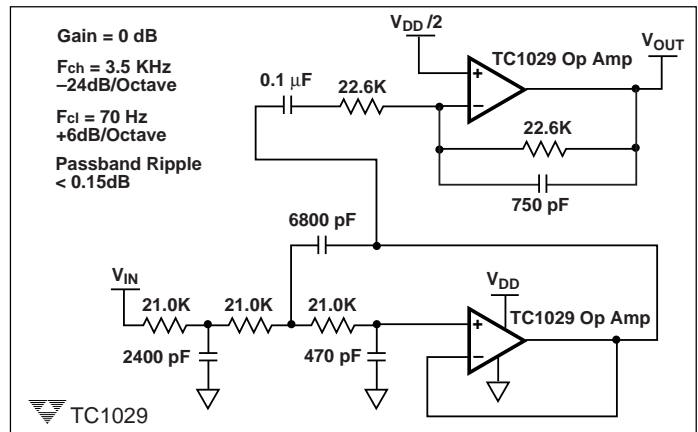 Gain = 0 dB
Fch = 3.5 KHz
–24dB/Octave
Fcl = 70 Hz
+6dB/Octave
Passband Ripple
< 0.15dB
VDD/2
TC1029 Op Amp
VOUT
0.1 µF
22.6K
+
–
22.6K
750 pF
6800 pF
VIN
21.0K
21.0K
21.0K
VDD
TC1029 Op Amp
+
–
2400 pF
470 pF
TC1029